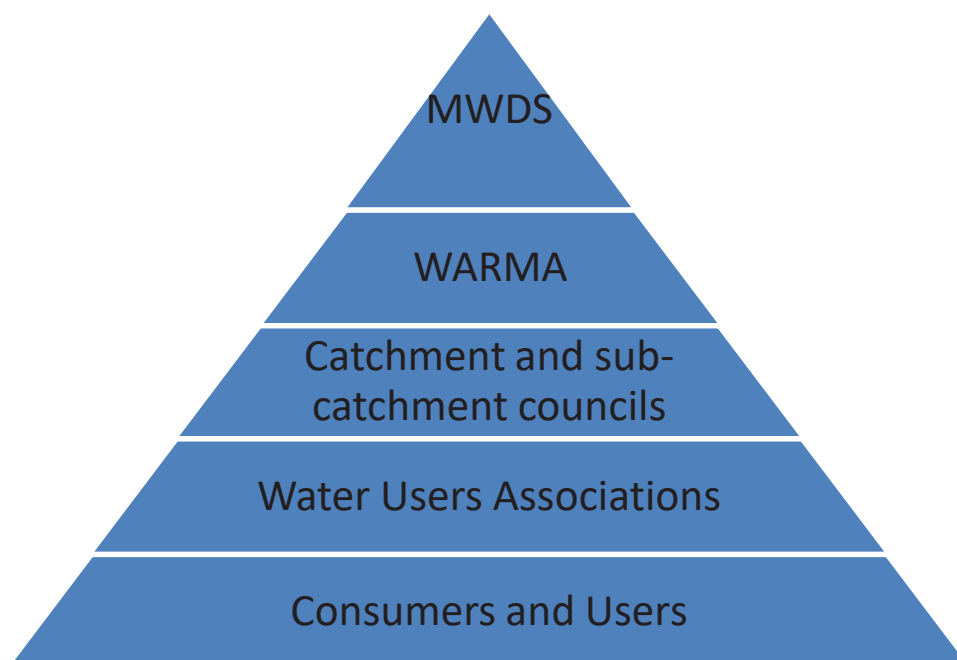 MWDS
WARMA
Catchment and sub-
catchment councils
Water Users Associations
Consumers and Users